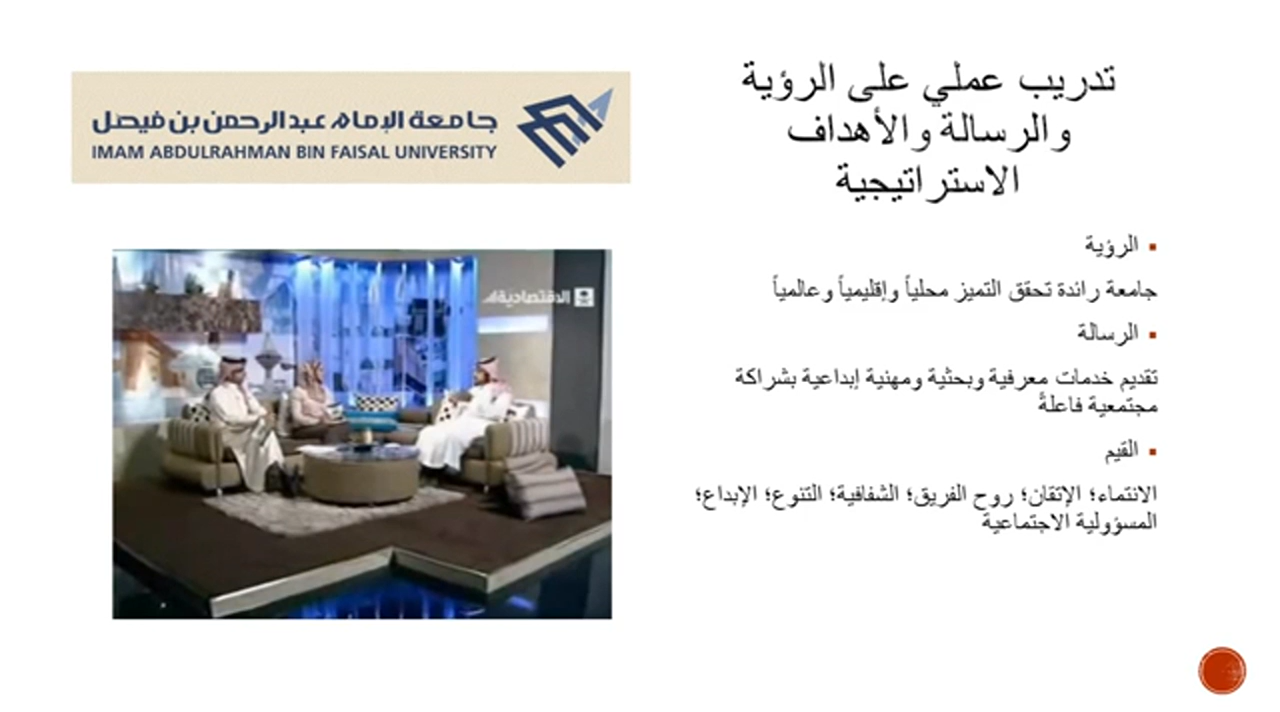 تدريب عملي على الرؤية
والرسالة والأهداف
الاستراتيجية
جامعة الإمام عبدالرحمن بن فيصل
IMAM ABDULRAHMAN BIN FAISAL UNIVERSITY
الرؤية
جامعة رائدة تحقق التميز محلياً وإقليمياً وعالمياً
الرسالة
تقديم خدمات معرفية وبحثية ومهنية إبداعية بشراكة
مجتمعية فاعلةً
القيم
الانتماء؛ الإتقان؛ روح الفريق؛ الشفافية؛ التنوع؛ الإبداع؛
المسؤولية الاجتماعية
الاقتصادية